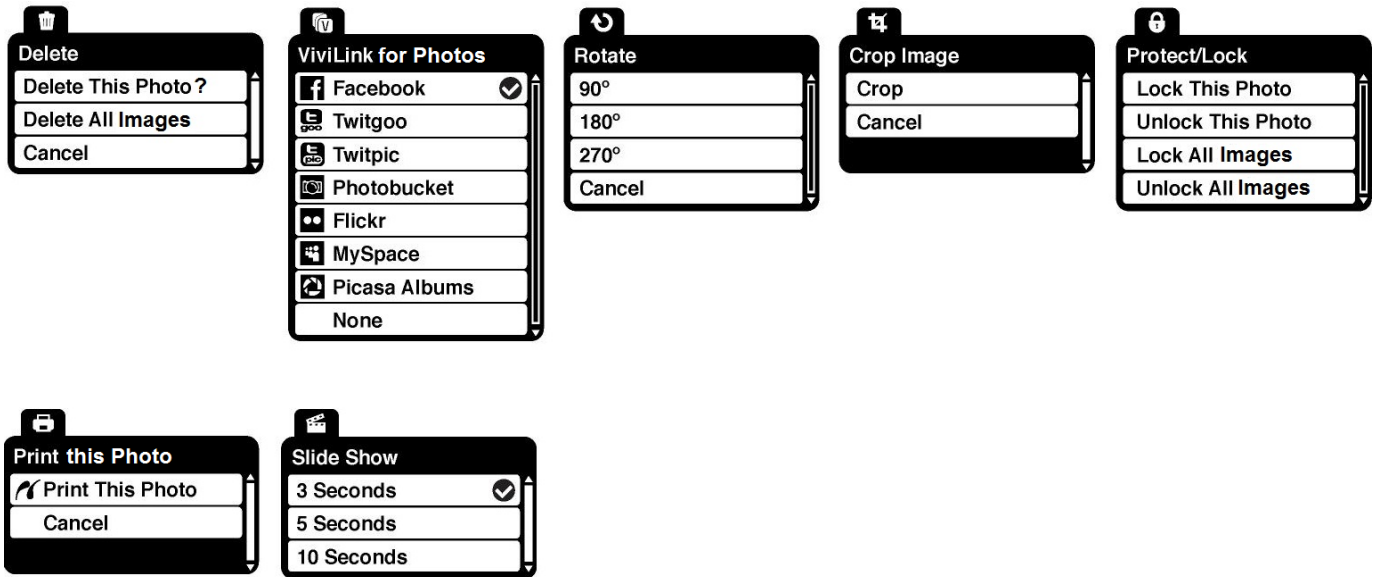 Delete
Delete This Photo?
Delete All Images
Cancel
ViviLink for Photos
Facebook
Twitgoo
Twitpic
Photobucket
Flickr
MySpace
Picasa Albums
None
Rotate
90°
180°
270°
Cancel
Crop Image
Crop
Cancel
Protect/Lock
Lock This Photo
Unlock This Photo
Lock All Images
Unlock All Images
Print this Photo
Print This Photo
Cancel
Slide Show
3 Seconds
5 Seconds
10 Seconds